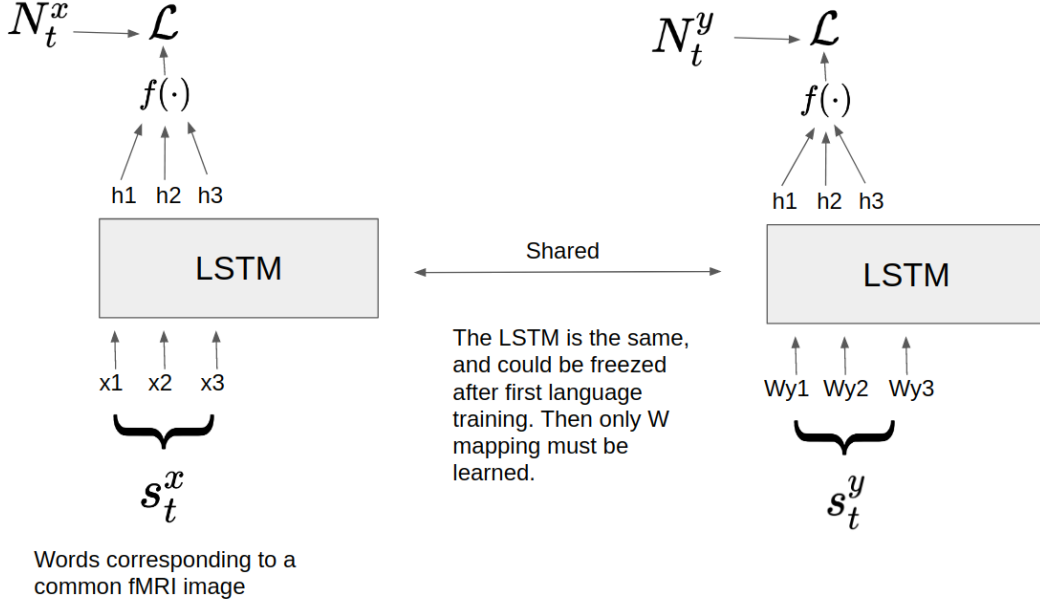 N_t^x → 𝓛
f(·)
h1 h2 h3
LSTM
x1 x2 x3
s_t^x
Words corresponding to a
common fMRI image
Shared
The LSTM is the same,
and could be freezed
after first language
training. Then only W
mapping must be
learned.
N_t^y → 𝓛
f(·)
h1 h2 h3
LSTM
Wy1 Wy2 Wy3
s_t^y